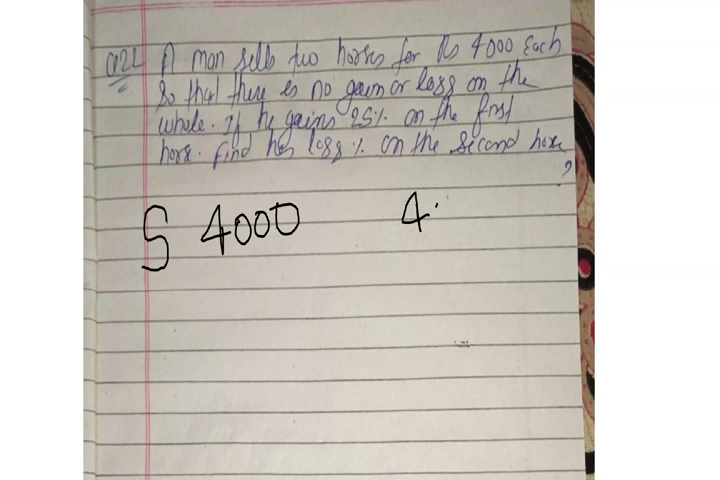 Q22 A man sells two horses for Rs 4000 Each
so that there is no gain or loss on the
whole. If he gains 25% on the first
horse. Find his loss % on the second horse
?
S 4000 4